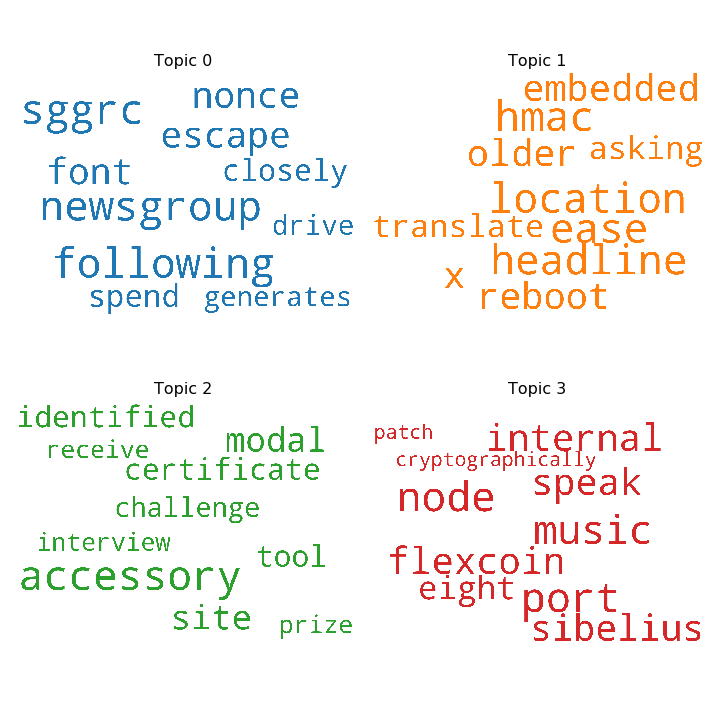 Topic 0
nonce
sggrc
escape
font
closely
newsgroup
drive
following
spend
generates
Topic 1
embedded
hmac
older
asking
location
translate
ease
headline
x
reboot
Topic 2
identified
modal
receive
certificate
challenge
interview
tool
accessory
site
prize
Topic 3
patch
internal
cryptographically
speak
node
music
flexcoin
eight
port
sibelius